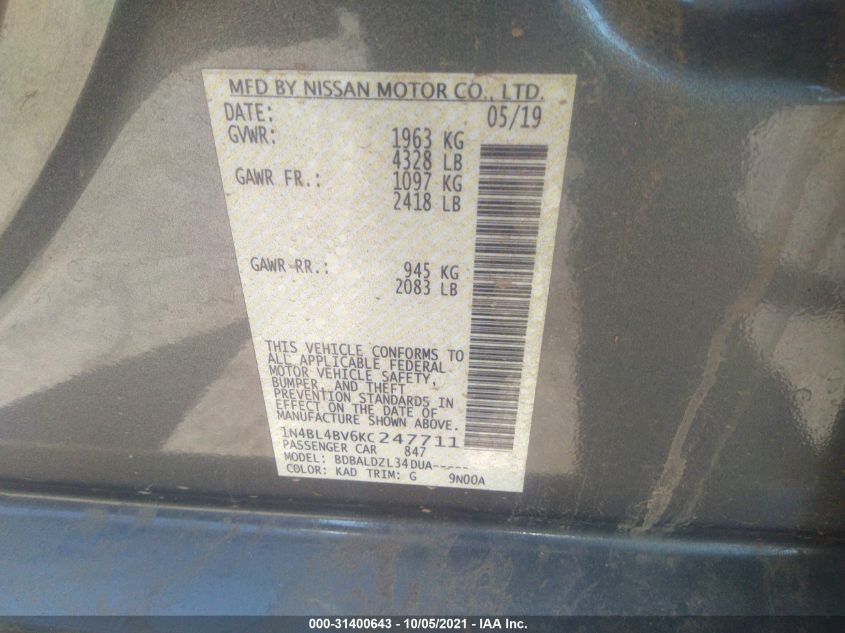 MFD BY NISSAN MOTOR CO., LTD.
DATE: 05/19
GVWR: 1963 KG
4328 LB
GAWR FR.: 1097 KG
2418 LB
GAWR RR.: 945 KG
2083 LB
THIS VEHICLE CONFORMS TO
ALL APPLICABLE FEDERAL
MOTOR VEHICLE SAFETY,
BUMPER, AND THEFT
PREVENTION STANDARDS IN
EFFECT ON THE DATE OF
MANUFACTURE SHOWN ABOVE.
1N4BL4BV6KC247711
PASSENGER CAR 847
MODEL: BDBALDZL34DUA-----
COLOR: KAD TRIM: G 9N00A
000-31400643 - 10/05/2021 - IAA Inc.